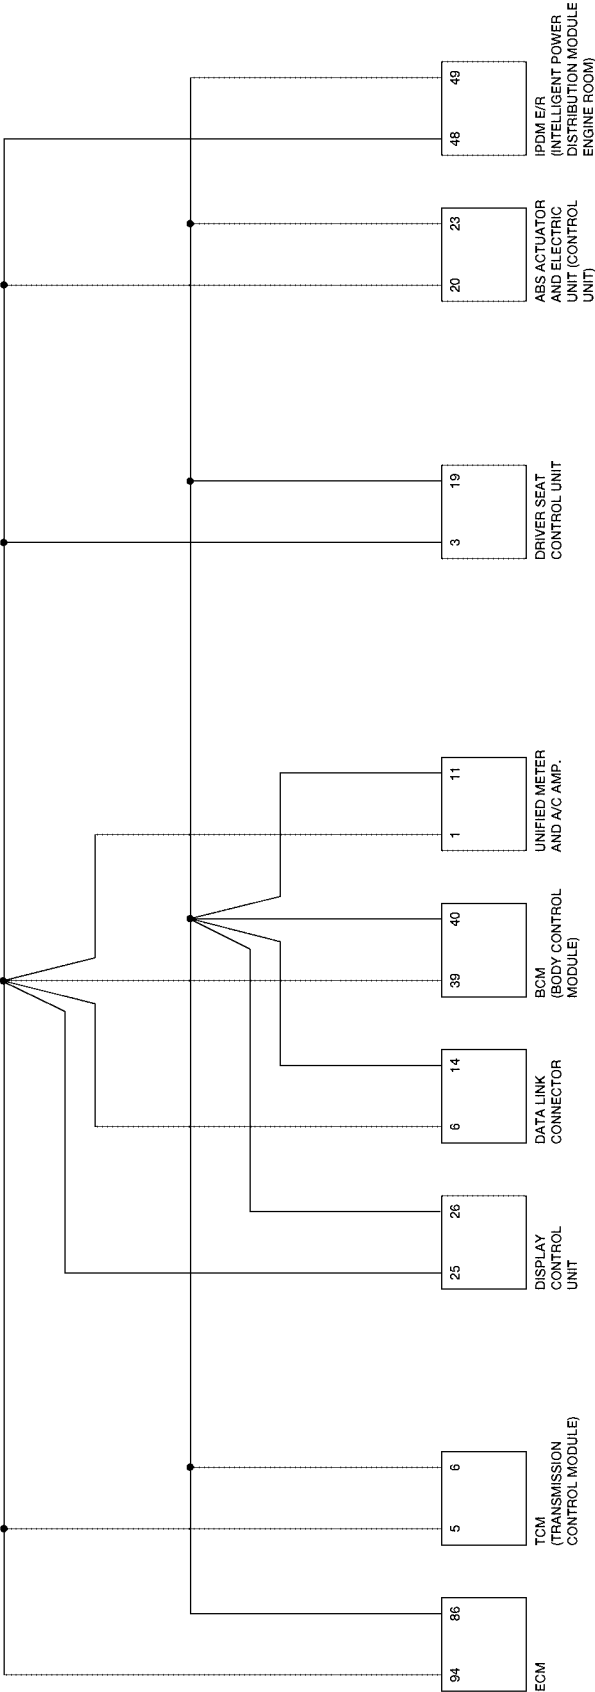 94 86
ECM
5 6
TCM
(TRANSMISSION
CONTROL MODULE)
25 26
DISPLAY
CONTROL
UNIT
6 14
DATA LINK
CONNECTOR
39 40
BCM
(BODY CONTROL
MODULE)
1 11
UNIFIED METER
AND A/C AMP.
3 19
DRIVER SEAT
CONTROL UNIT
20 23
ABS ACTUATOR
AND ELECTRIC
UNIT (CONTROL
UNIT)
48 49
IPDM E/R
(INTELLIGENT POWER
DISTRIBUTION MODULE
ENGINE ROOM)